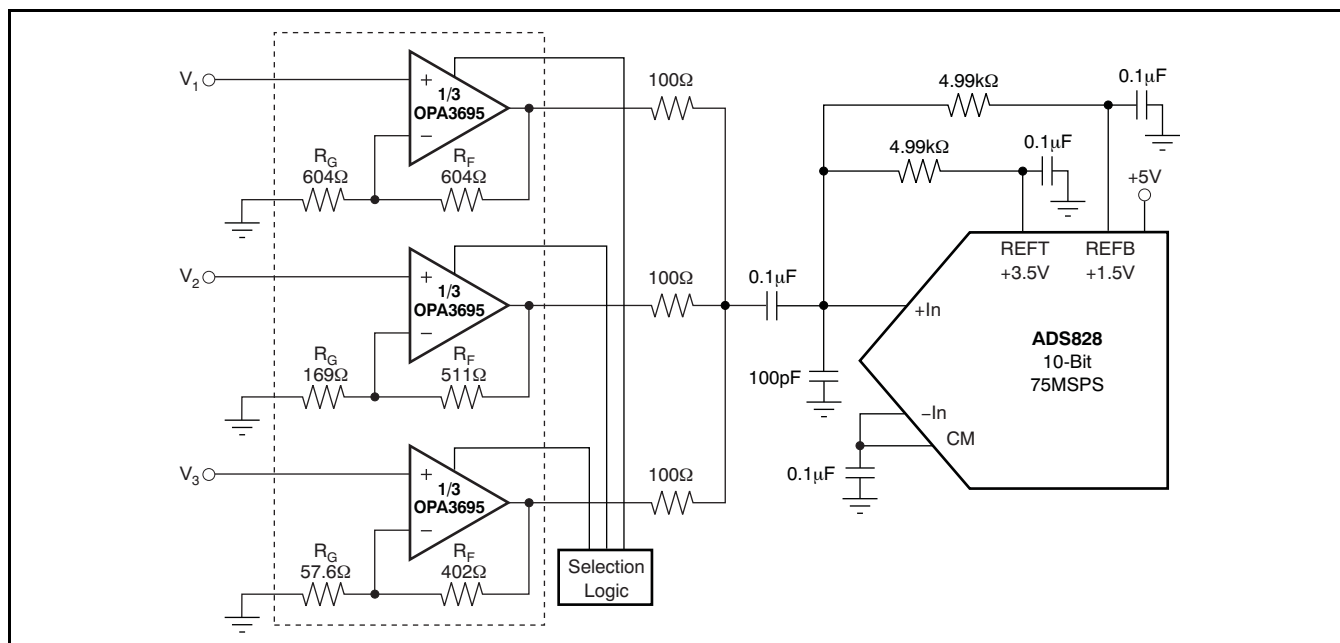 V1
+
1/3
OPA3695
−
RG
604Ω
RF
604Ω
100Ω
V2
+
1/3
OPA3695
−
RG
169Ω
RF
511Ω
100Ω
V3
+
1/3
OPA3695
−
RG
57.6Ω
RF
402Ω
100Ω
Selection
Logic
0.1µF
100pF
4.99kΩ
0.1µF
4.99kΩ
0.1µF
+5V
REFT
+3.5V
REFB
+1.5V
+In
ADS828
10-Bit
75MSPS
−In
CM
0.1µF